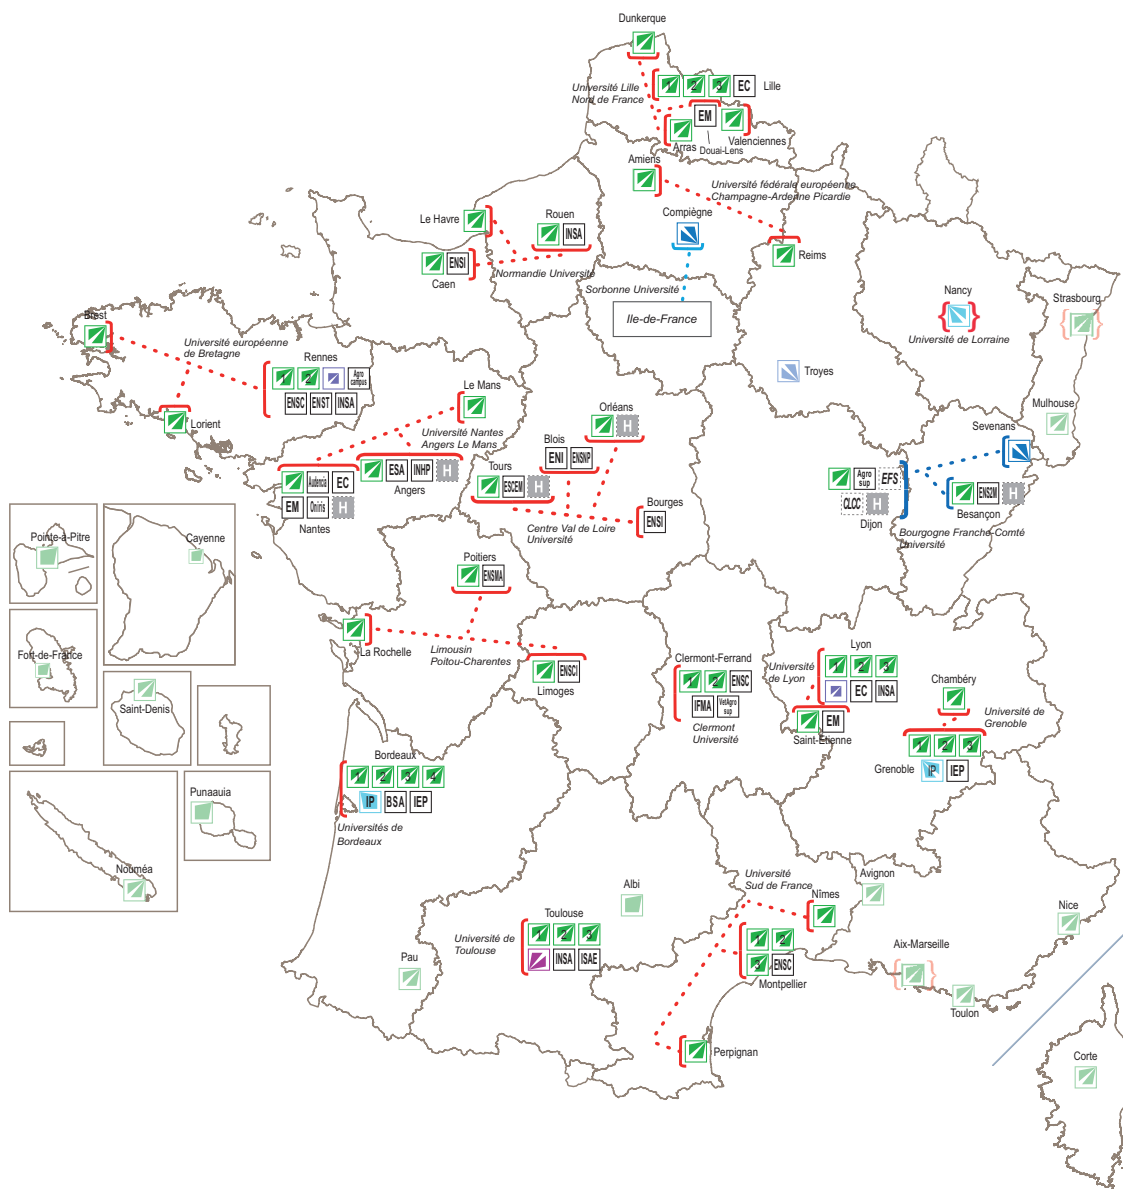 Dunkerque
Université Lille
Nord de France
1 2 3 EC Lille
EM
Arras
Douai-Lens
Valenciennes
Amiens
Université fédérale européenne
Champagne-Ardenne Picardie
Compiègne
Reims
Le Havre
Rouen
INSA
ENSI
Caen
Normandie Université
Sorbonne Université
Ile-de-France
Nancy
Université de Lorraine
Strasbourg
Troyes
Mulhouse
Brest
Université européenne
de Bretagne
Rennes
1 2 Agro
campus
ENSC ENST INSA
Lorient
Le Mans
Université Nantes
Angers Le Mans
ESA INHP H
Angers
Audencia EC
EM Oniris H
Nantes
Orléans
H
Blois
ENI ENSNP
Tours
ESCEM H
Bourges
ENSI
Centre Val de Loire
Université
Sevenans
Agro
sup
EFS
CLCC H
Dijon
ENS2M H
Besançon
Bourgogne Franche-Comté
Université
Pointe-à-Pitre
Cayenne
Fort-de-France
Saint-Denis
Punaauia
Nouméa
Poitiers
ENSMA
La Rochelle
Limousin
Poitou-Charentes
ENSCI
Limoges
Clermont-Ferrand
1 2 ENSC
IFMA VetAgro
sup
Clermont
Université
Lyon
Université
de Lyon
1 2 3
EC INSA
EM
Saint-Etienne
Chambéry
Université de
Grenoble
1 2 3
Grenoble IP IEP
Bordeaux
1 2 3 4
IP BSA IEP
Universités de
Bordeaux
Albi
Toulouse
Université de
Toulouse
1 2 3
INSA ISAE
Pau
Université
Sud de France
Nîmes
1 2
3 ENSC
Montpellier
Perpignan
Avignon
Aix-Marseille
Toulon
Nice
Corte